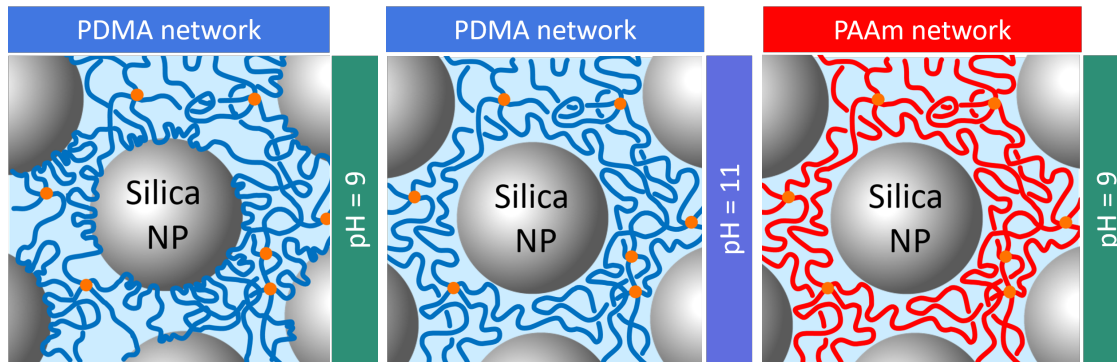 PDMA network
Silica
NP
pH = 9
PDMA network
Silica
NP
pH = 11
PAAm network
Silica
NP
pH = 9